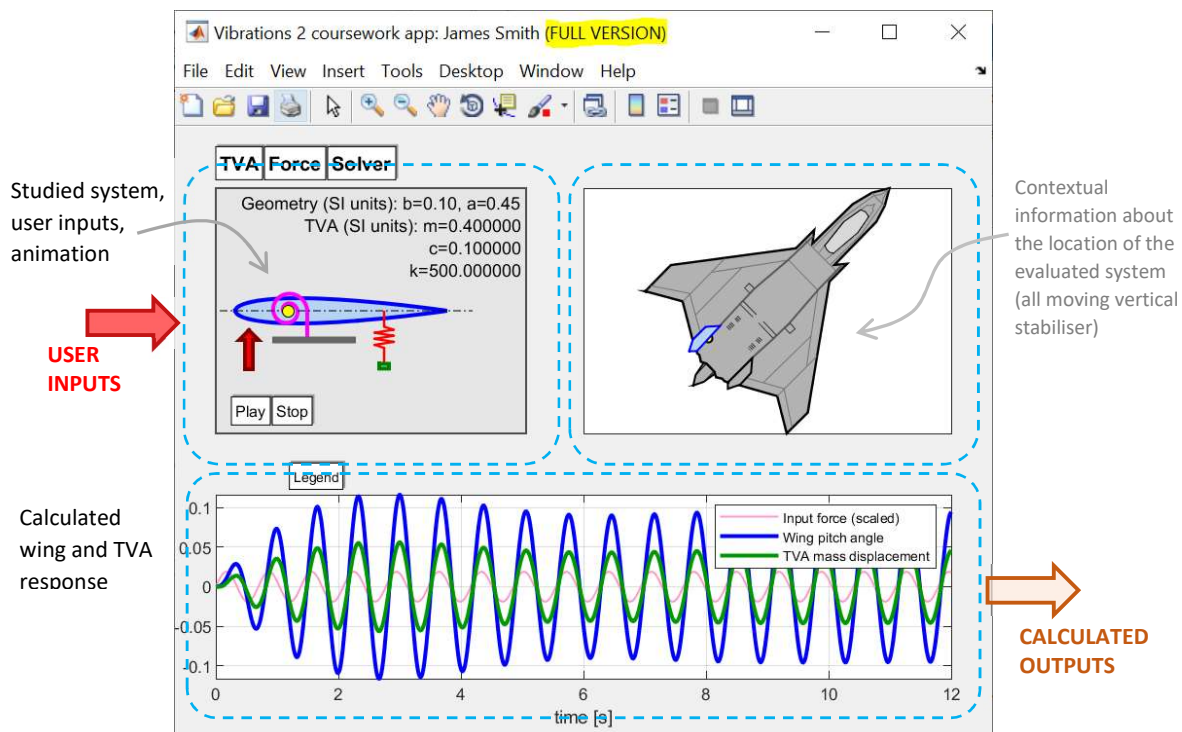 Vibrations 2 coursework app: James Smith (FULL VERSION)
File Edit View Insert Tools Desktop Window Help
TVA Force Solver
Studied system,
user inputs,
animation
Geometry (SI units): b=0.10, a=0.45
TVA (SI units): m=0.400000
c=0.100000
k=500.000000
USER
INPUTS
Play Stop
Contextual
information about
the location of the
evaluated system
(all moving vertical
stabiliser)
Legend
Calculated
wing and TVA
response
0.1
0.05
0
-0.05
-0.1
Input force (scaled)
Wing pitch angle
TVA mass displacement
0 2 4 6 8 10 12
time [s]
CALCULATED
OUTPUTS